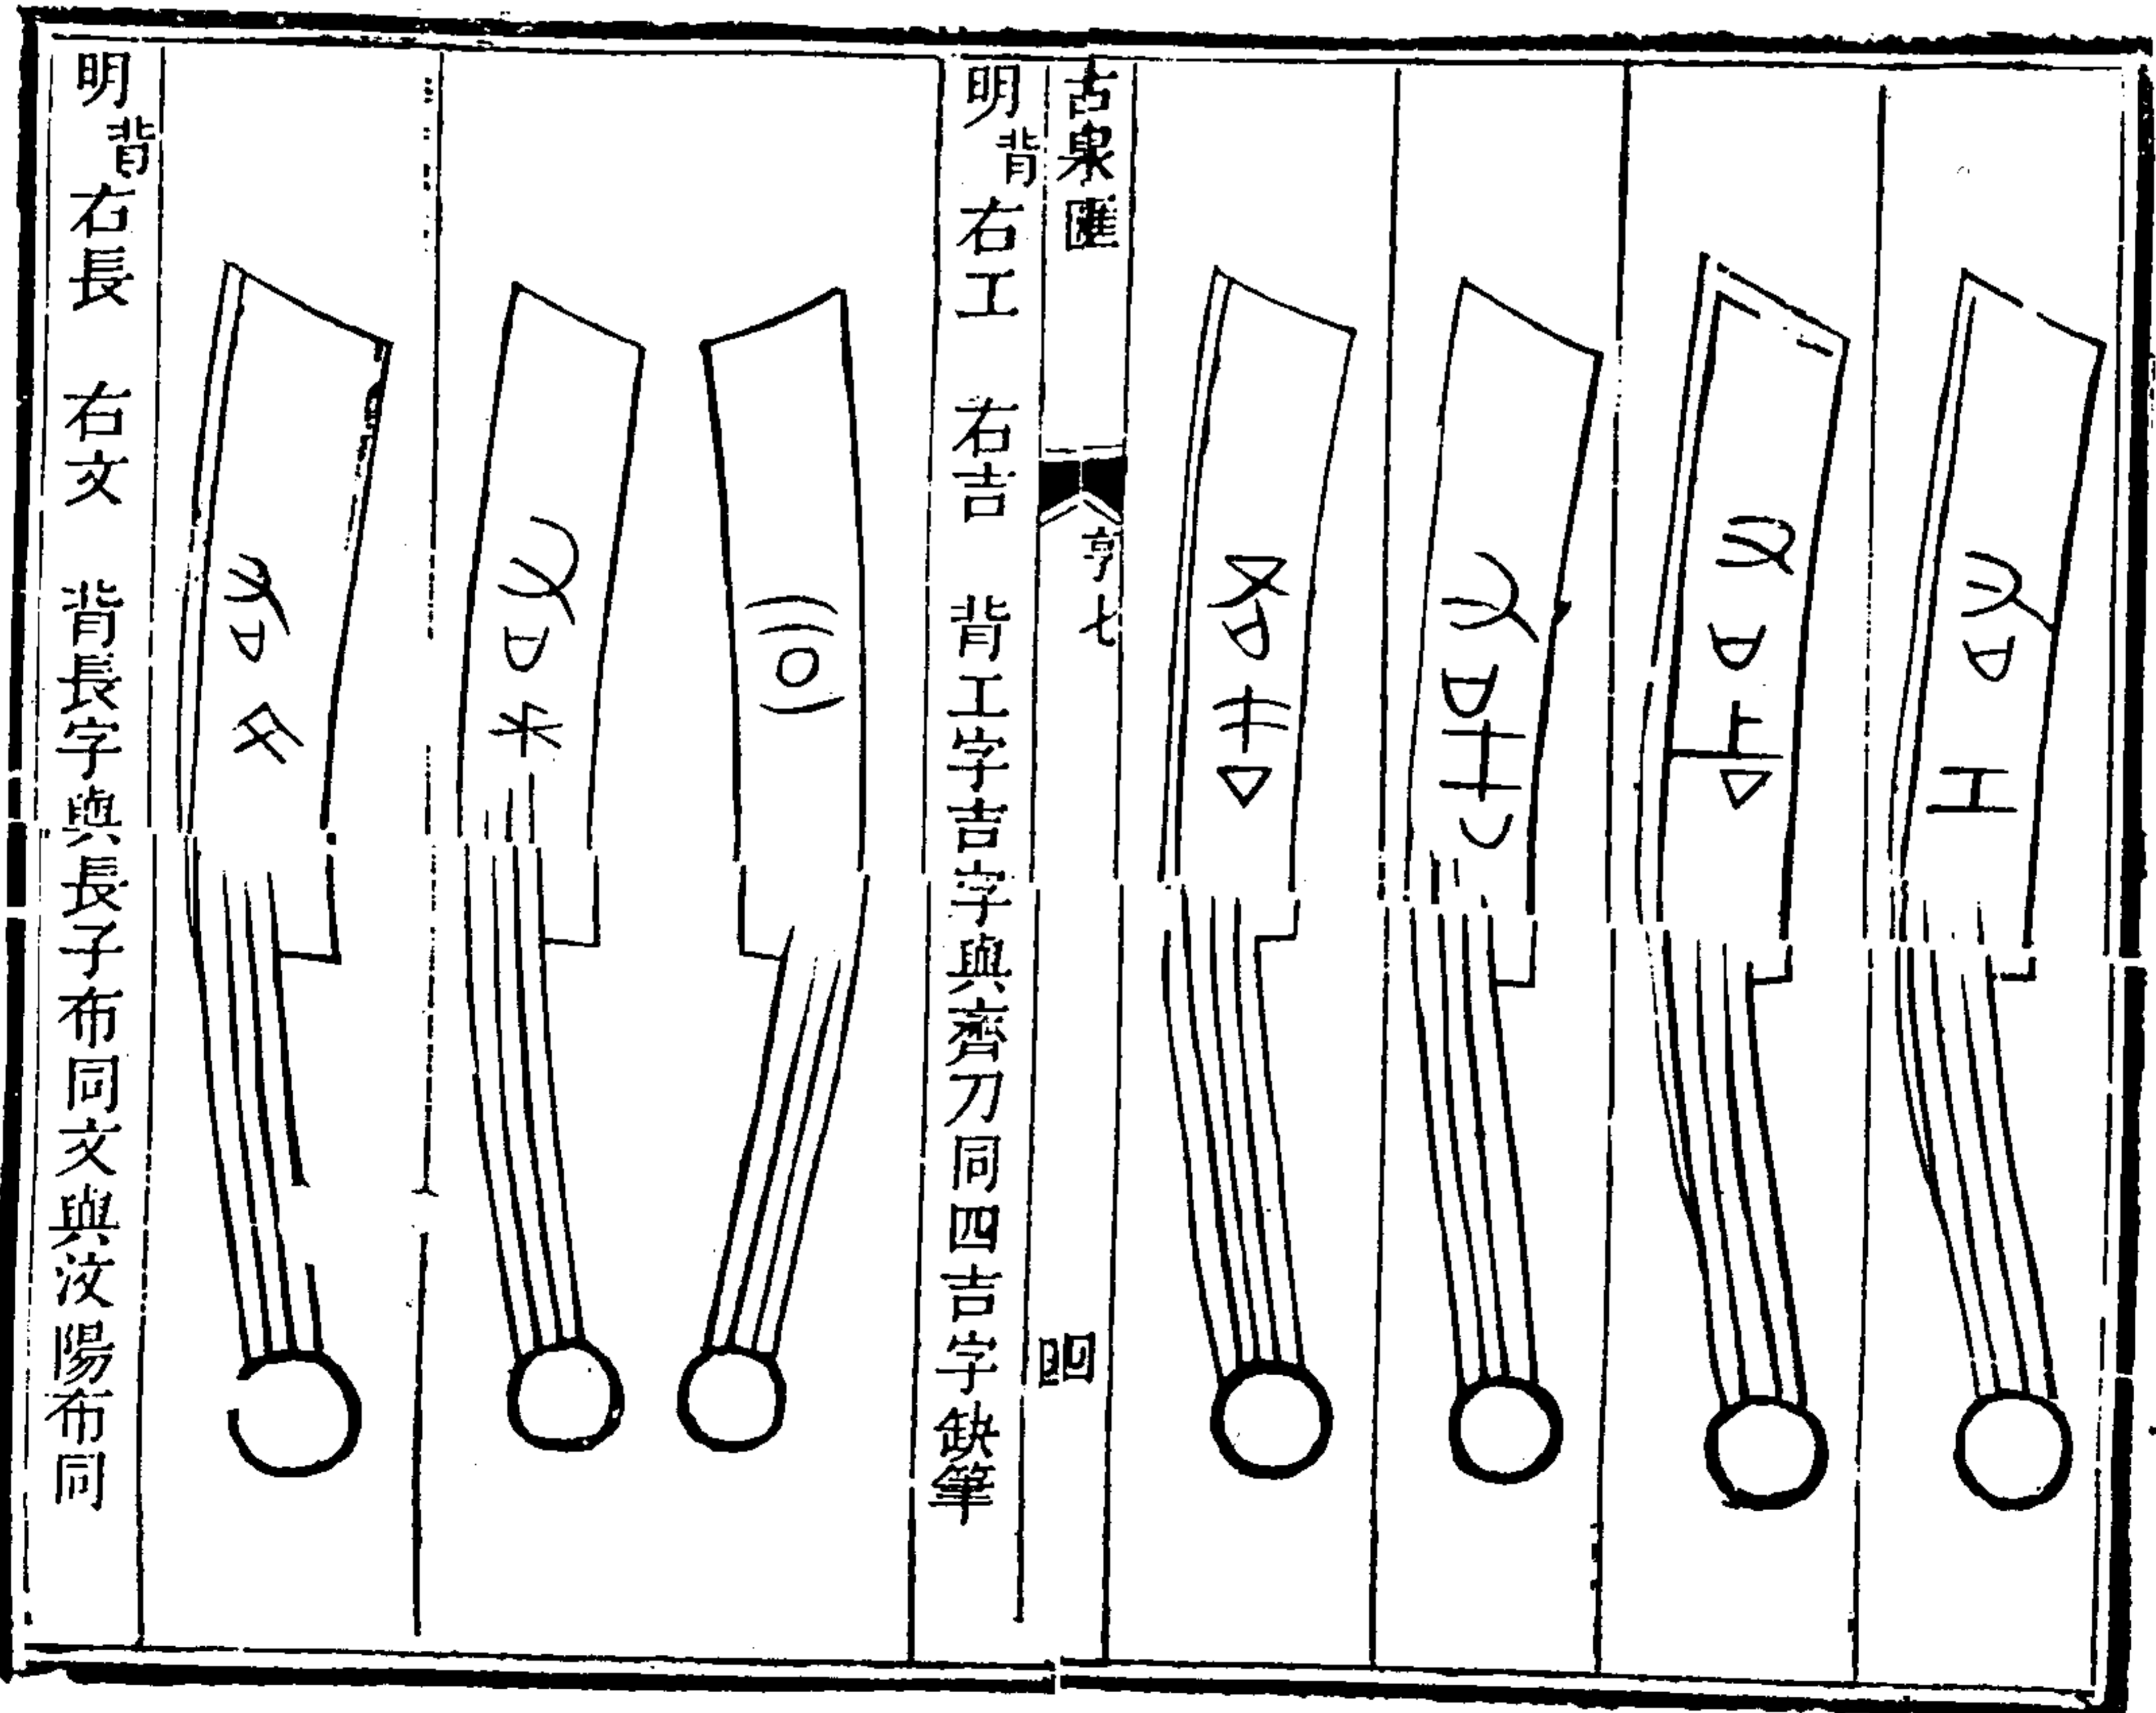 古泉匯
亨七
四
明背右工 右吉 背工字吉字與齊刀同四吉字缺筆
明背右長 右文 背長字與長子布同文與汶陽布同